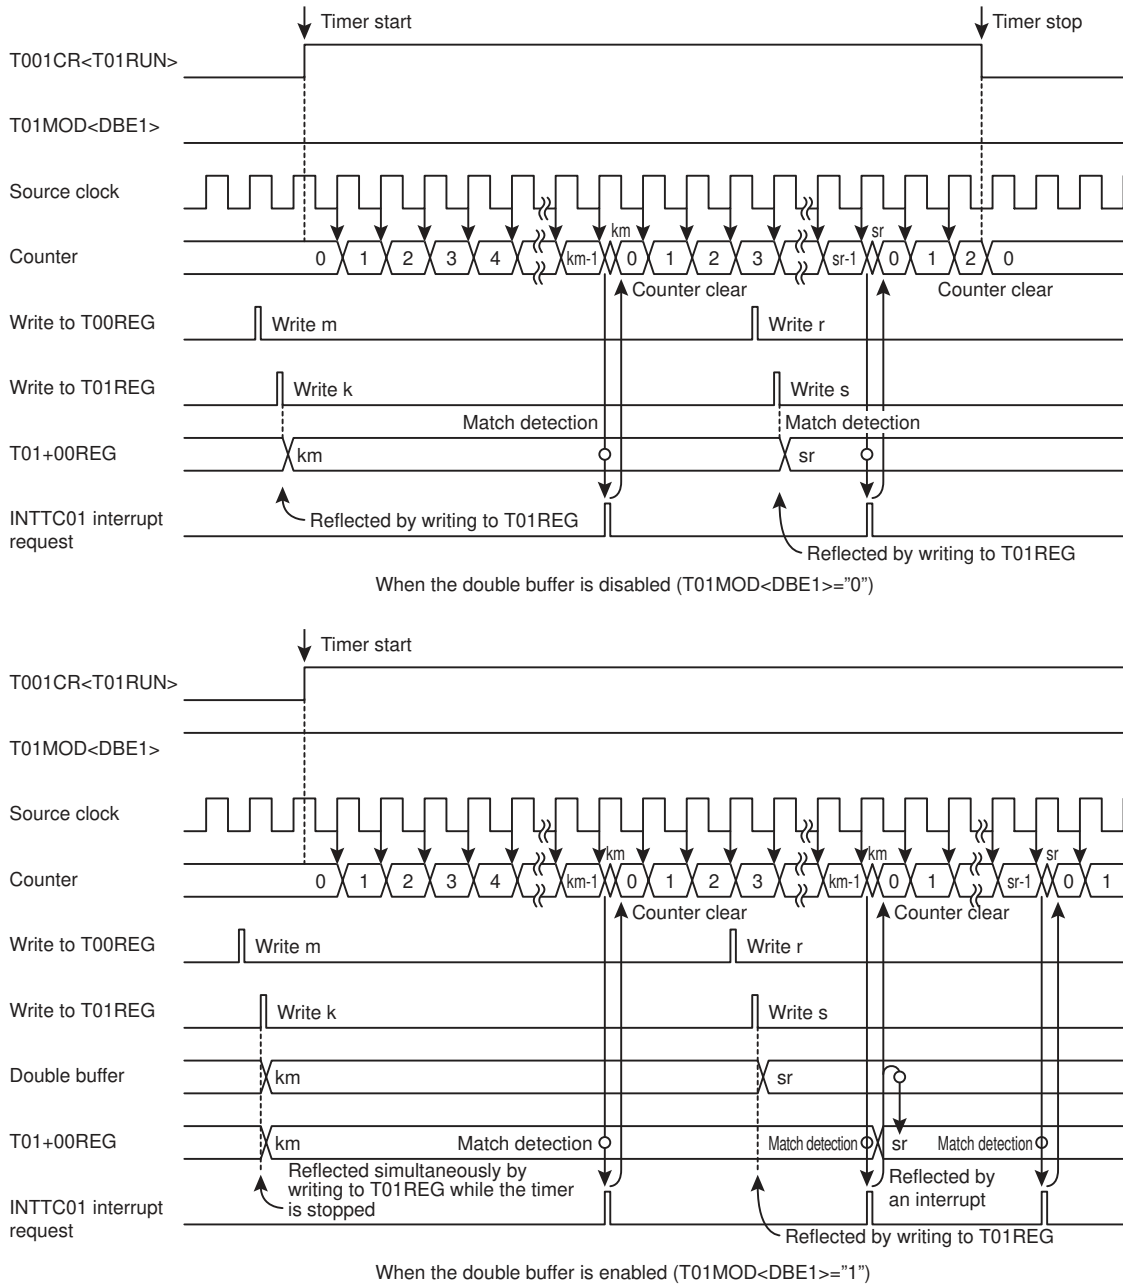 Timer start
Timer stop
T001CR<T01RUN>
T01MOD<DBE1>
Source clock
km
sr
Counter
0 1 2 3 4 km-1 0 1 2 3 sr-1 0 1 2 0
Counter clear
Counter clear
Write to T00REG
Write m
Write r
Write to T01REG
Write k
Write s
Match detection
Match detection
T01+00REG
km
sr
INTTC01 interrupt
request
Reflected by writing to T01REG
Reflected by writing to T01REG
When the double buffer is disabled (T01MOD<DBE1>=”0”)
Timer start
T001CR<T01RUN>
T01MOD<DBE1>
Source clock
km
km
sr
Counter
0 1 2 3 4 km-1 0 1 2 3 km-1 0 1 sr-1 0 1
Counter clear
Counter clear
Write to T00REG
Write m
Write r
Write to T01REG
Write k
Write s
Double buffer
km
sr
T01+00REG
km
Match detection
Match detection
sr
Match detection
Reflected simultaneously by
writing to T01REG while the timer
is stopped
Reflected by
an interrupt
INTTC01 interrupt
request
Reflected by writing to T01REG
When the double buffer is enabled (T01MOD<DBE1>=”1”)